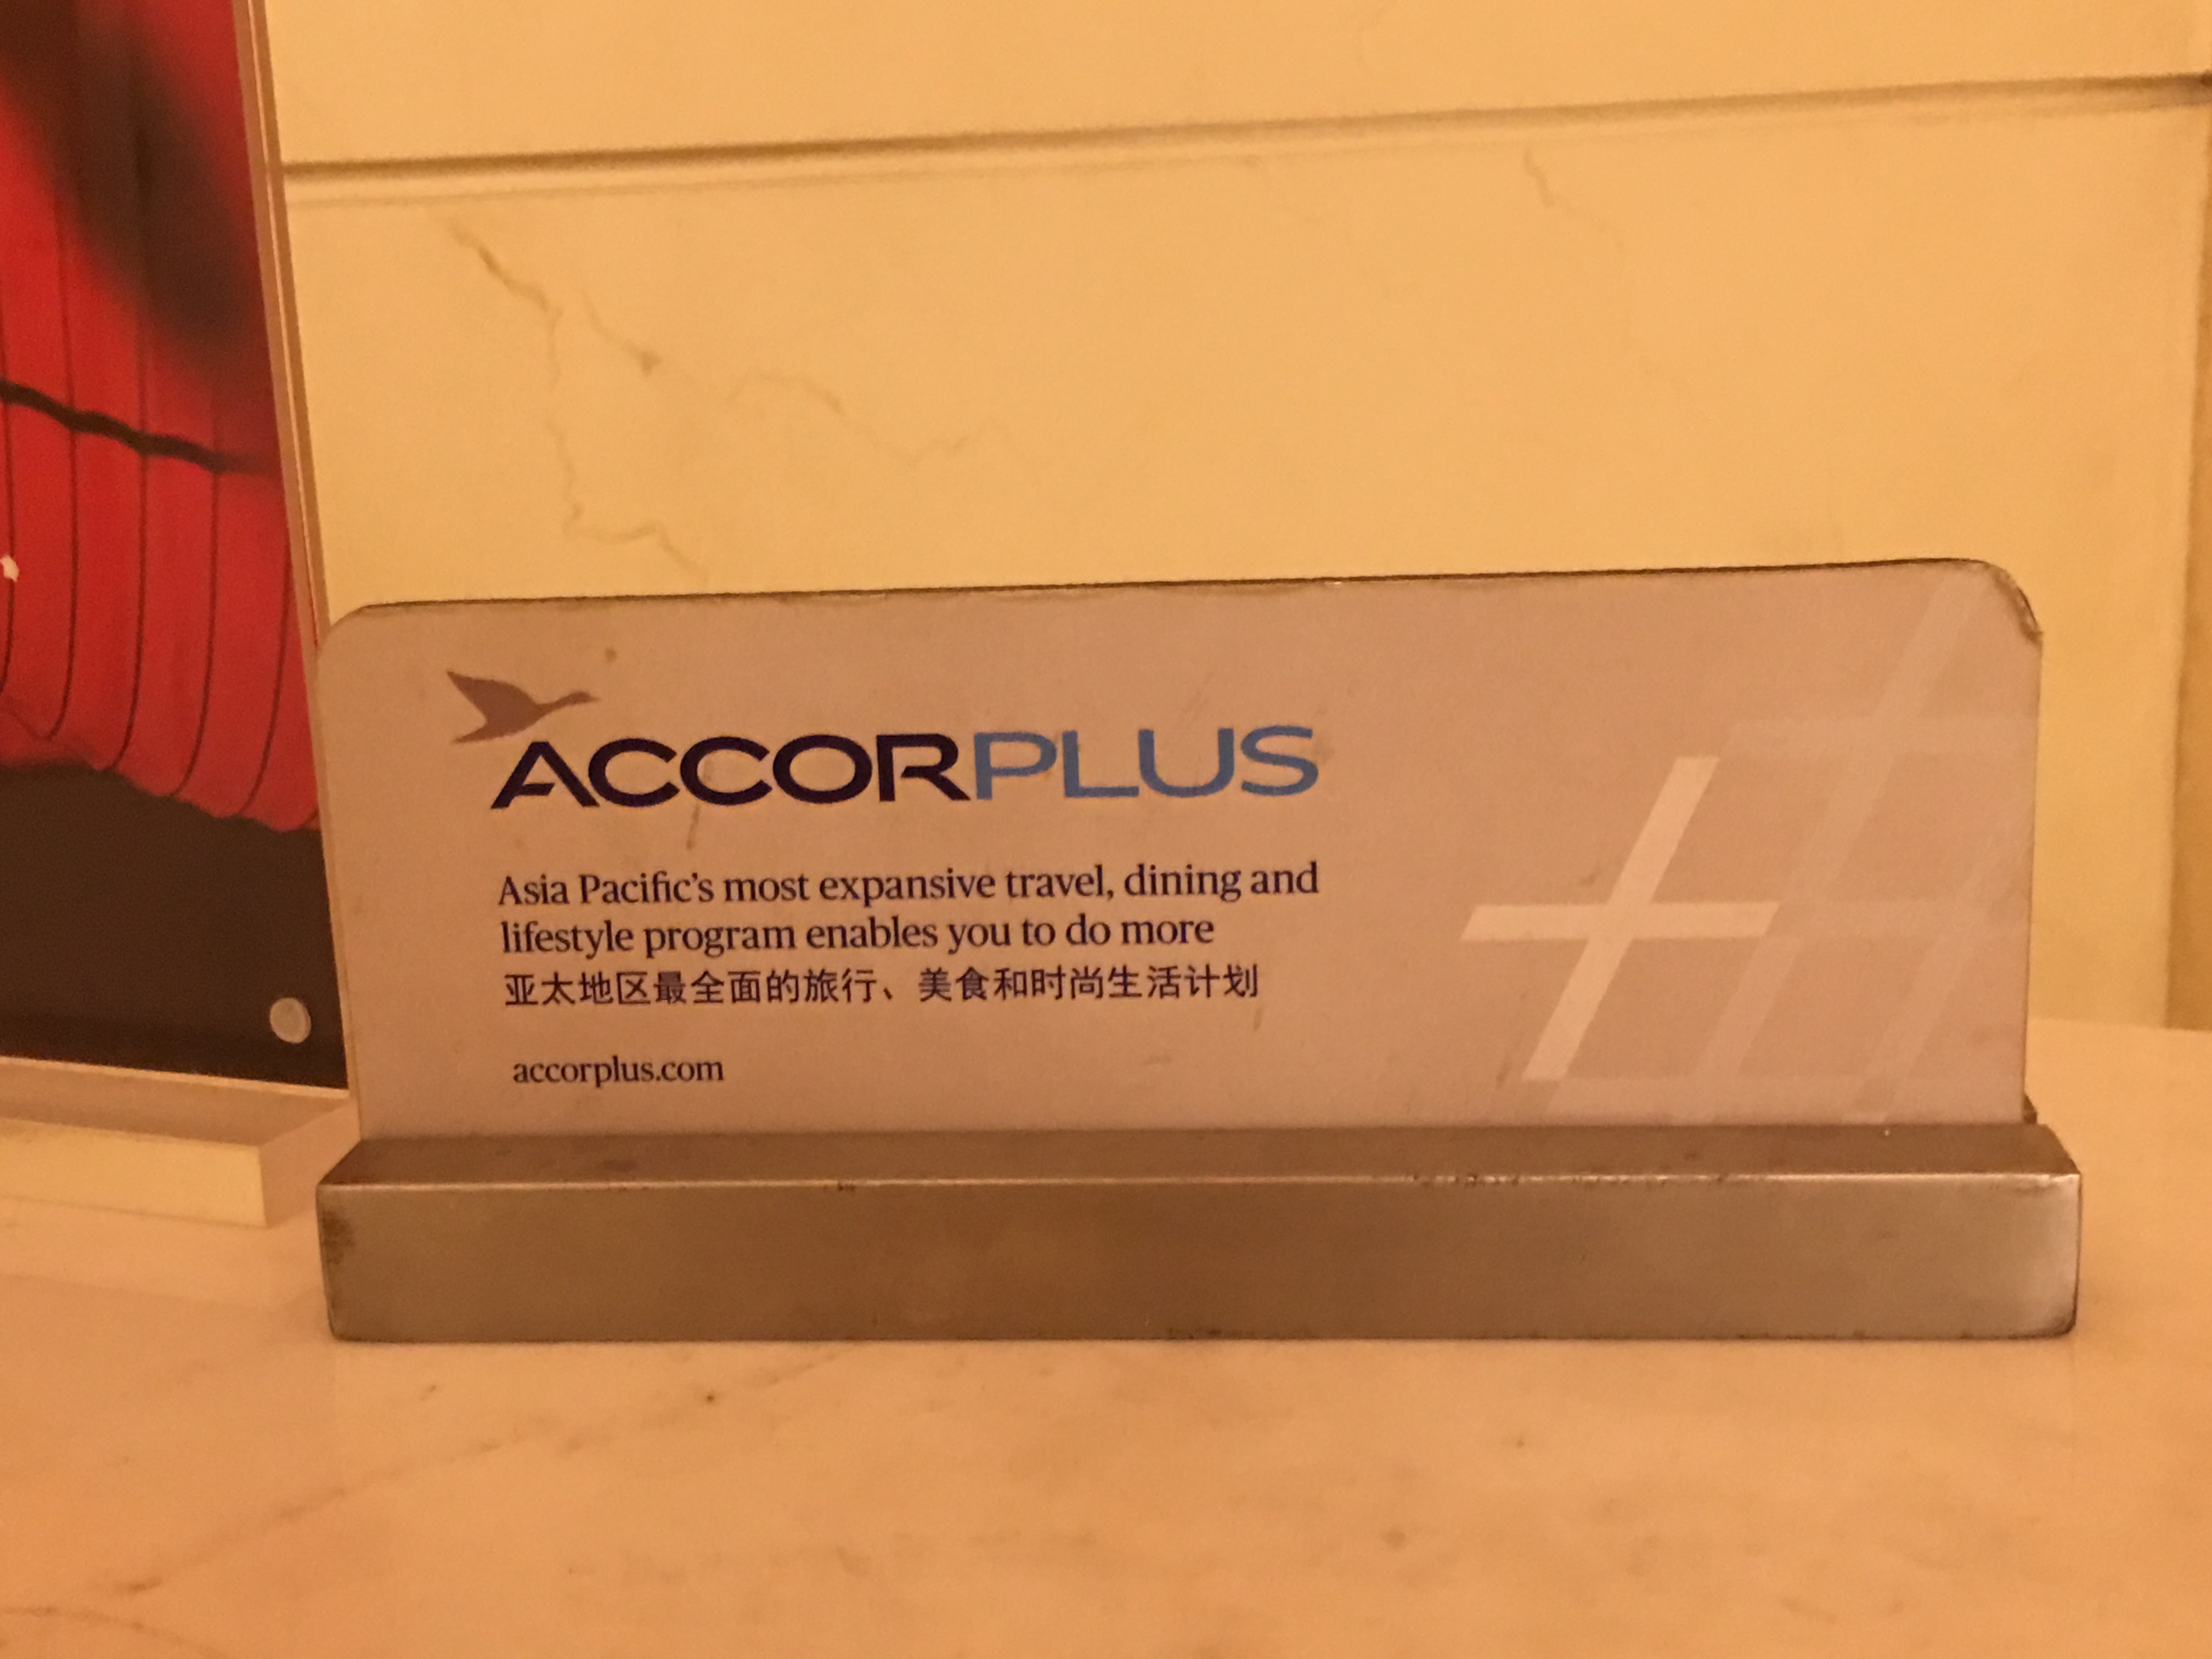 ACCORPLUS
Asia Pacific's most expansive travel, dining and
lifestyle program enables you to do more
亚太地区最全面的旅行、美食和时尚生活计划
accorplus.com